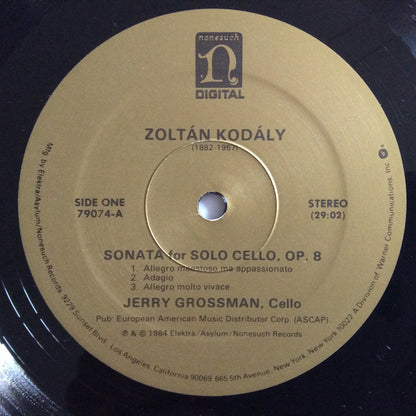 nonesuch
n
DIGITAL
ZOLTÁN KODÁLY
(1882-1967)
SIDE ONE
79074-A
STEREO
(29:02)
SONATA for SOLO CELLO, OP. 8
1. Allegro maestoso ma appassionato
2. Adagio
3. Allegro molto vivace
JERRY GROSSMAN, Cello
Pub: European American Music Distributor Corp. (ASCAP)
℗ & © 1984 Elektra/Asylum/Nonesuch Records
Mfg. by Elektra/Asylum/Nonesuch Records, 9229 Sunset Blvd., Los Angeles, California 90069. 665 5th Avenue, New York, New York 10022. A Division of Warner Communications, Inc.